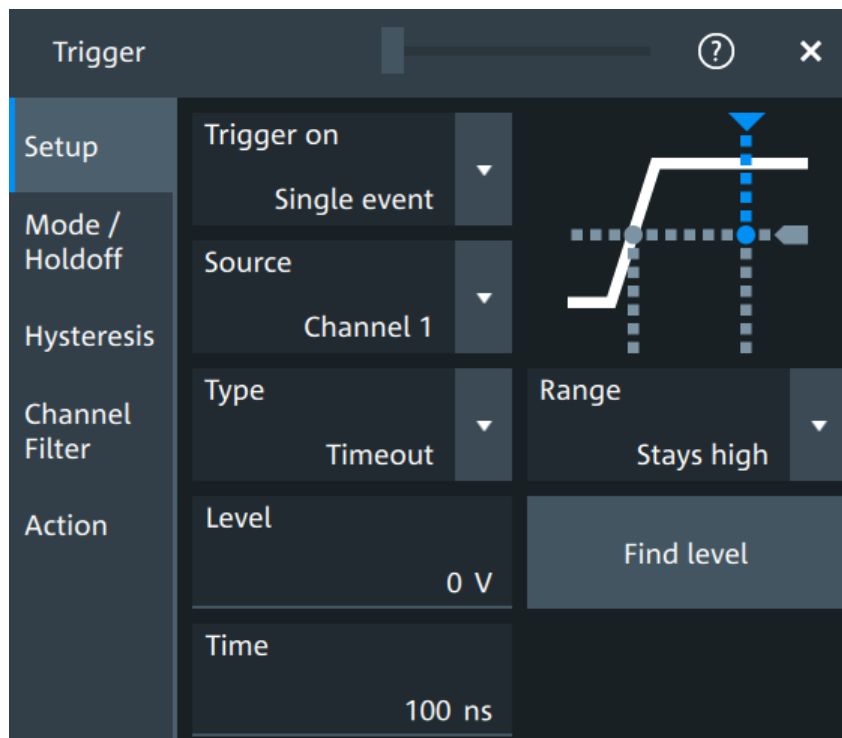 Trigger
?
×
Setup
Mode /
Holdoff
Hysteresis
Channel
Filter
Action
Trigger on
Single event
Source
Channel 1
Type
Timeout
Range
Stays high
Level
0 V
Find level
Time
100 ns